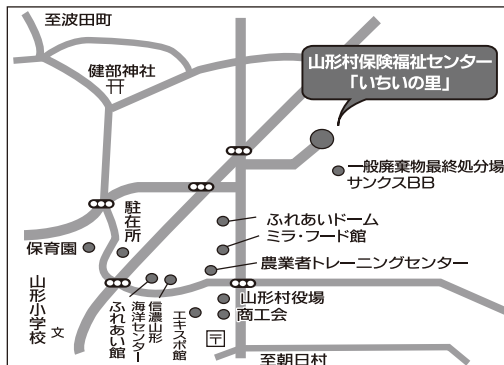 至波田町
健部神社
山形村保険福祉センター
「いちいの里」
一般廃棄物最終処分場
サンクスBB
駐在所
保育園
ふれあいドーム
ミラ・フード館
農業者トレーニングセンター
山形小学校
文
ふれあい館
海洋センター
信濃山形
エキスポ館
山形村役場
商工会
〒
至朝日村